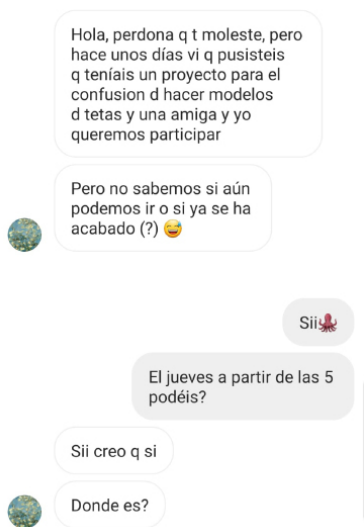 Hola, perdona q t moleste, pero
hace unos días vi q pusisteis
q teníais un proyecto para el
confusion d hacer modelos
d tetas y una amiga y yo
queremos participar
Pero no sabemos si aún
podemos ir o si ya se ha
acabado (?) 😅
Sii🐙
El jueves a partir de las 5
podéis?
Sii creo q si
Donde es?